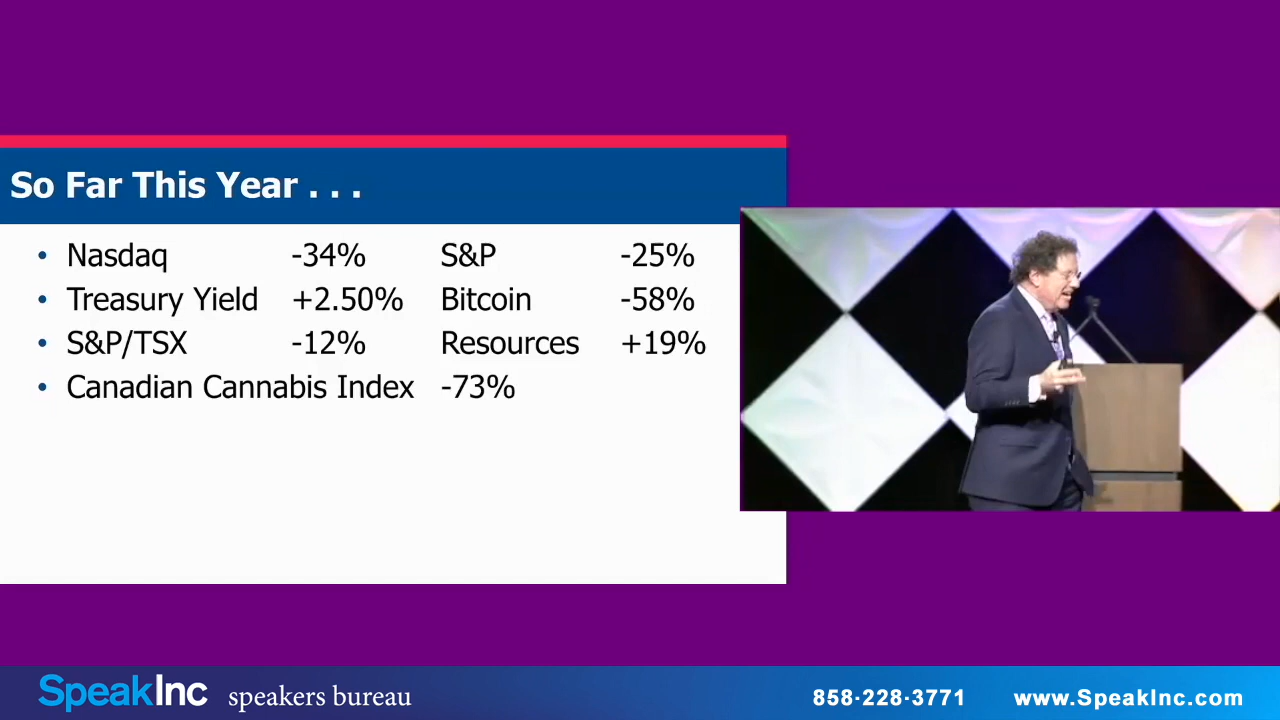 So Far This Year . . .
• Nasdaq -34% S&P -25%
• Treasury Yield +2.50% Bitcoin -58%
• S&P/TSX -12% Resources +19%
• Canadian Cannabis Index -73%
SpeakInc speakers bureau 858·228·3771 www.SpeakInc.com